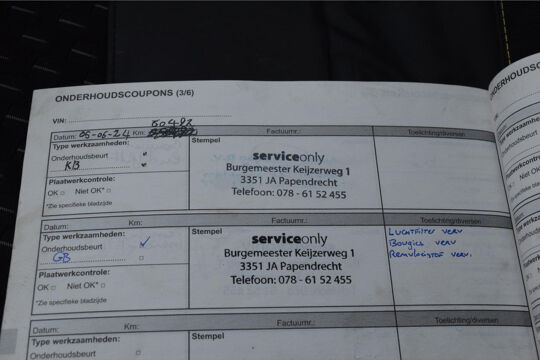 ONDERHOUDSCOUPONS (3/6)
ONDERHOUDSC
VIN:
Datum: 05-06-24 Km: 50492 Factuurnr.: Toelichting/diversen
Type werkzaamheden: Stempel
Onderhoudsbeurt
KB
Plaatwerkcontrole:
OK Niet OK*
*Zie specifieke bladzijde
serviceonly
Burgemeester Keijzerweg 1
3351 JA Papendrecht
Telefoon: 078 - 61 52 455
Datum: Km: Factuurnr.: Toelichting/diversen
Type werkzaamheden: Stempel
Onderhoudsbeurt
GB
Plaatwerkcontrole:
OK Niet OK*
*Zie specifieke bladzijde
serviceonly
Burgemeester Keijzerweg 1
3351 JA Papendrecht
Telefoon: 078 - 61 52 455
Luchtfilter verv
Bougies verv
Remvloeistof verv.
Datum: Km: Factuurnr.: Toelichting/diversen
Type werkzaamheden: Stempel
Onderhoudsbeurt